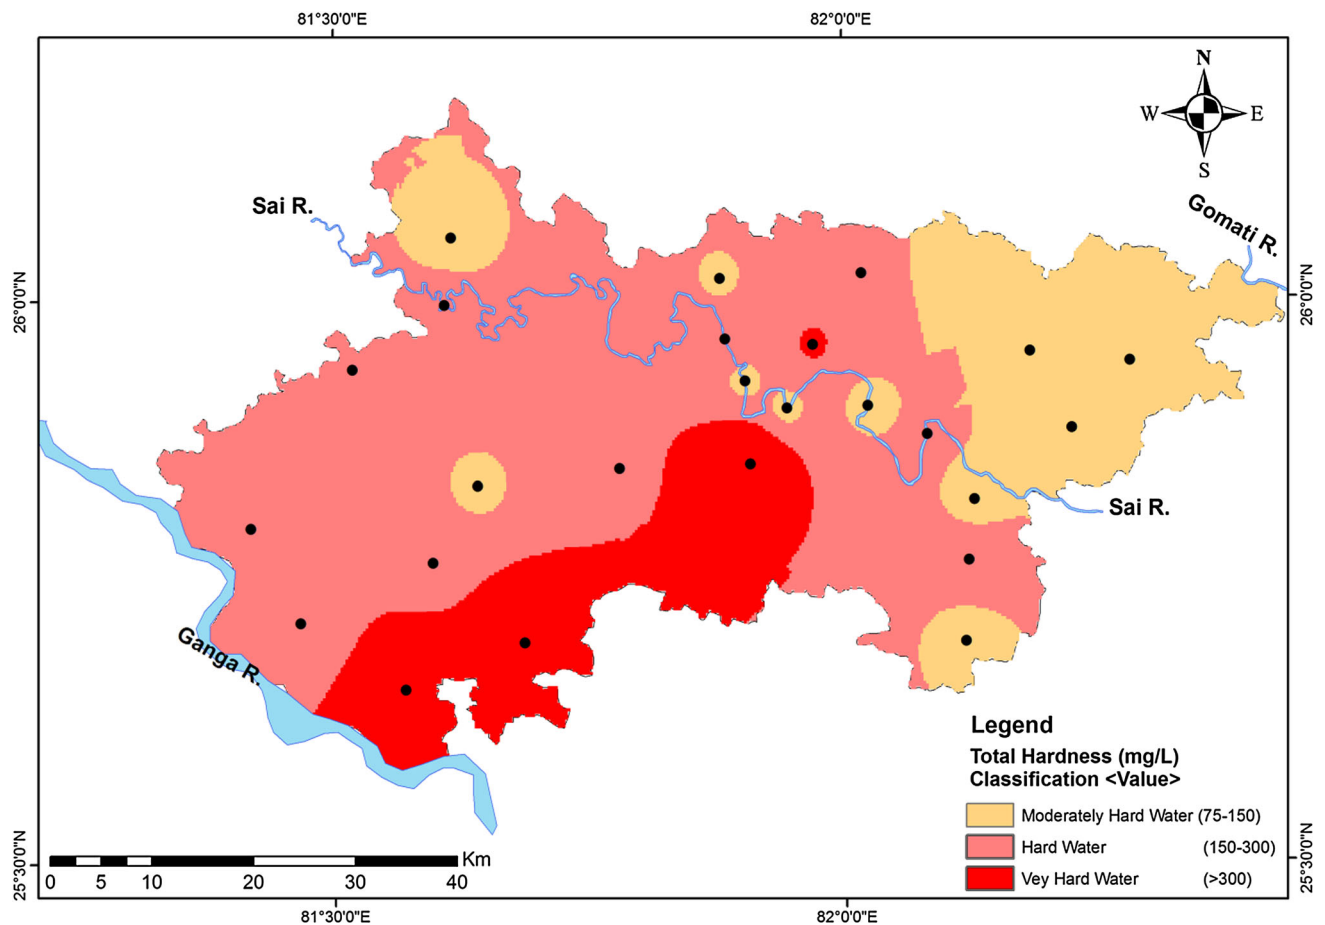 81°30'0"E 82°0'0"E
N
W E
S
Sai R.
Gomati R.
26°0'0"N 26°0'0"N
Sai R.
Ganga R.
Legend
Total Hardness (mg/L)
Classification <Value>
Moderately Hard Water (75-150)
Hard Water (150-300)
Vey Hard Water (>300)
25°30'0"N 25°30'0"N
Km
0 5 10 20 30 40
81°30'0"E 82°0'0"E